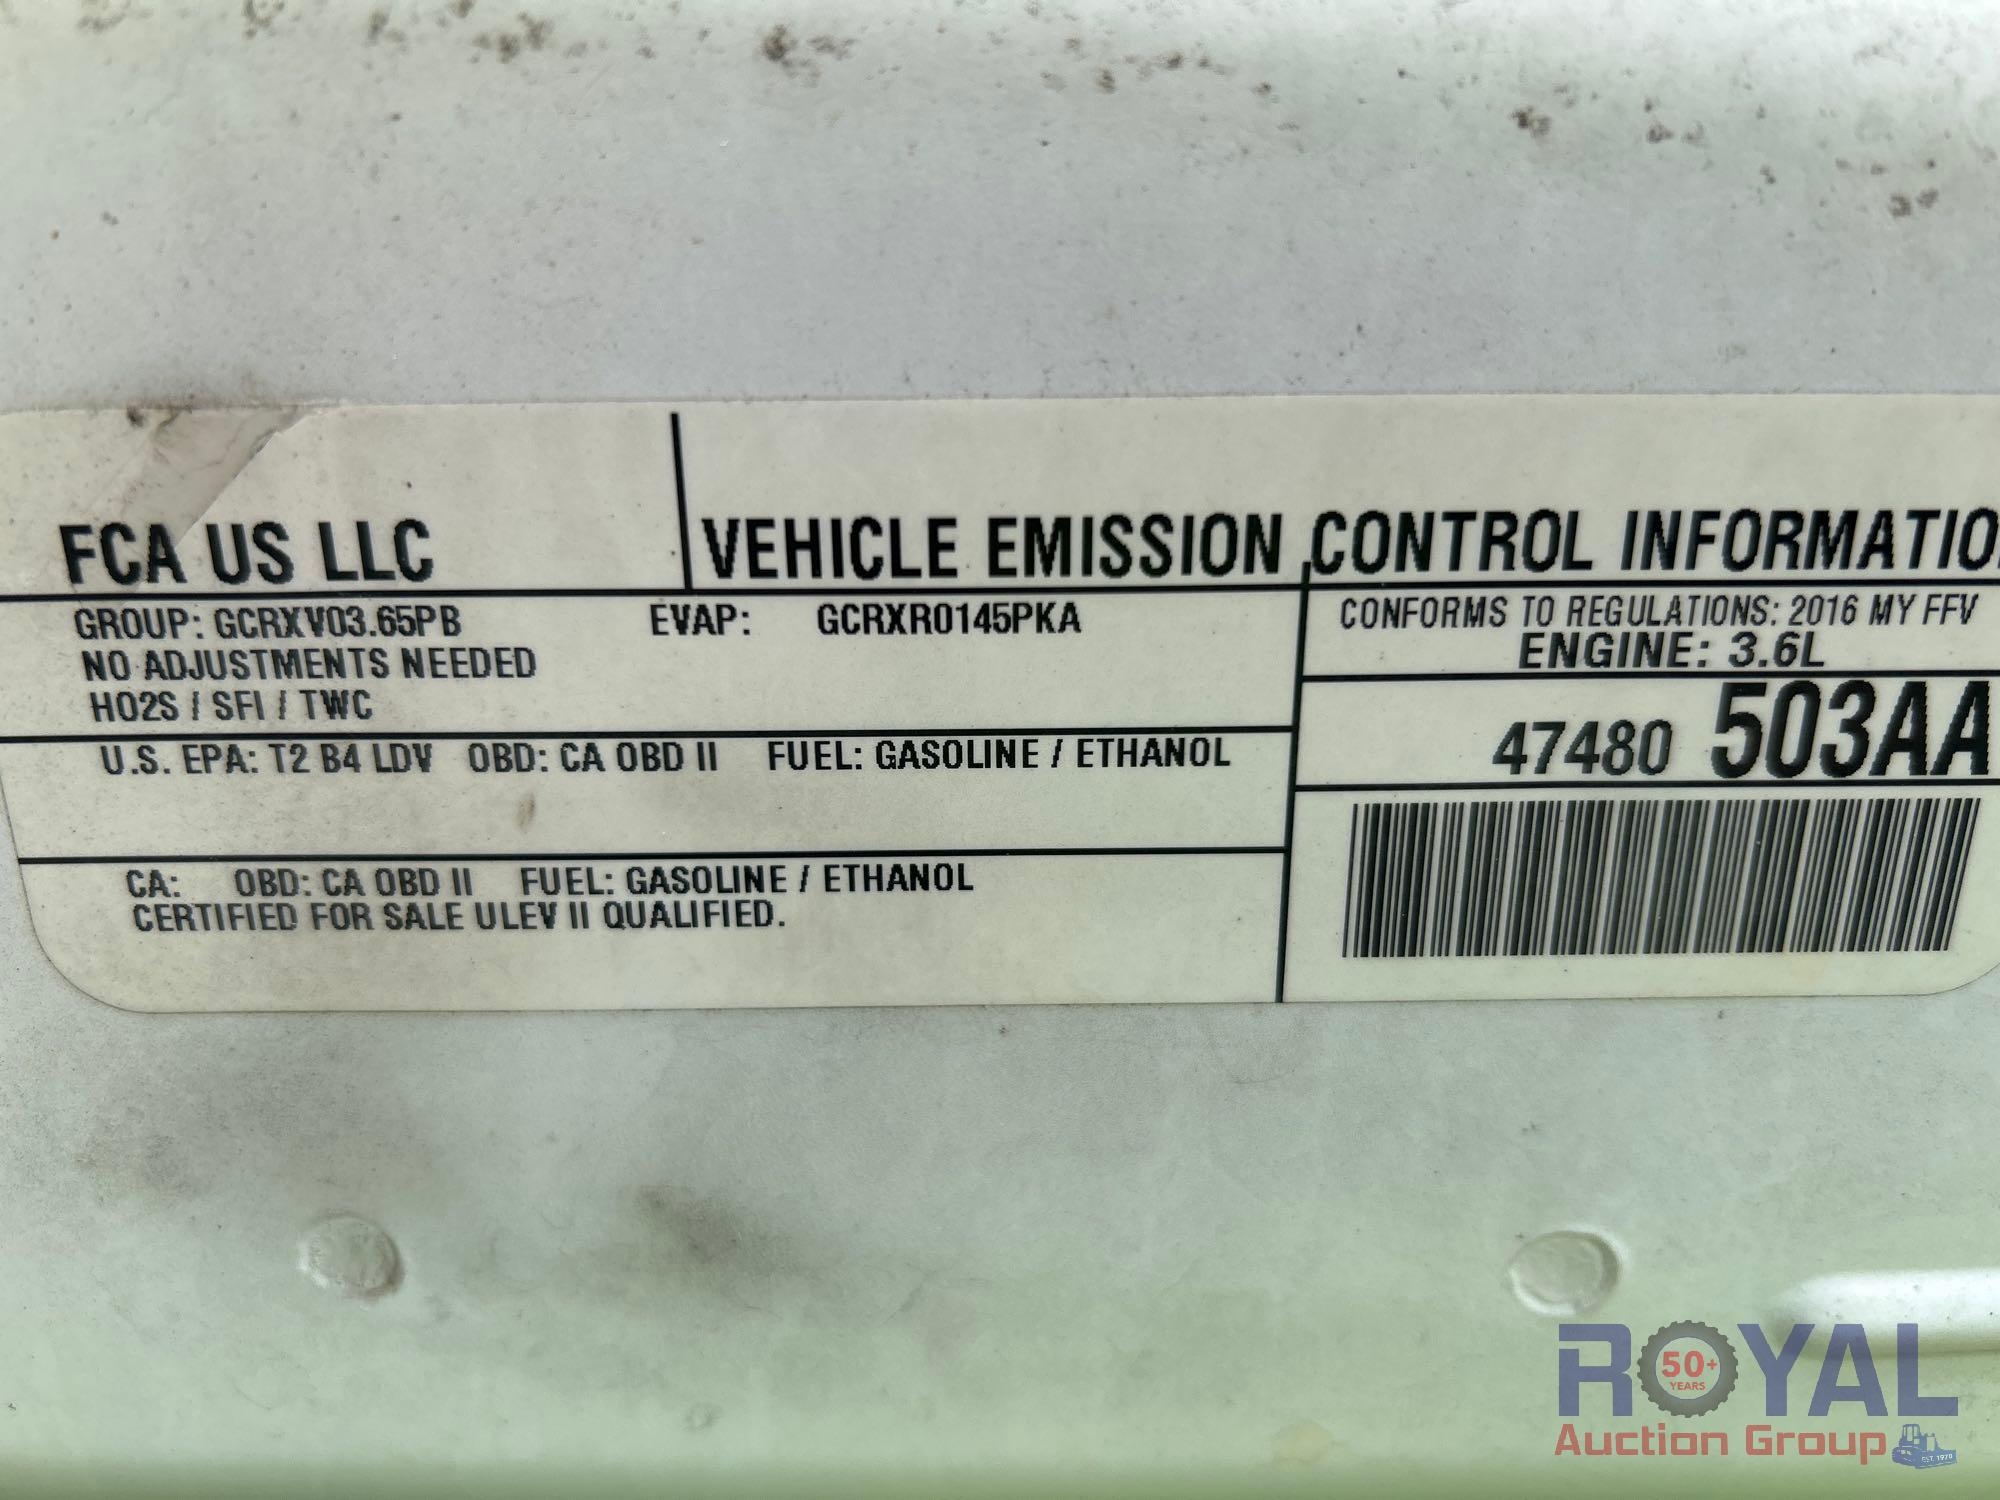 FCA US LLC
VEHICLE EMISSION CONTROL INFORMATIO
GROUP: GCRXV03.65PB EVAP: GCRXR0145PKA
NO ADJUSTMENTS NEEDED
HO2S / SFI / TWC
CONFORMS TO REGULATIONS: 2016 MY FFV
ENGINE: 3.6L
47480 503AA
U.S. EPA: T2 B4 LDV OBD: CA OBD II FUEL: GASOLINE / ETHANOL
CA: OBD: CA OBD II FUEL: GASOLINE / ETHANOL
CERTIFIED FOR SALE ULEV II QUALIFIED.
ROYAL
50+
YEARS
Auction Group
EST. 1970